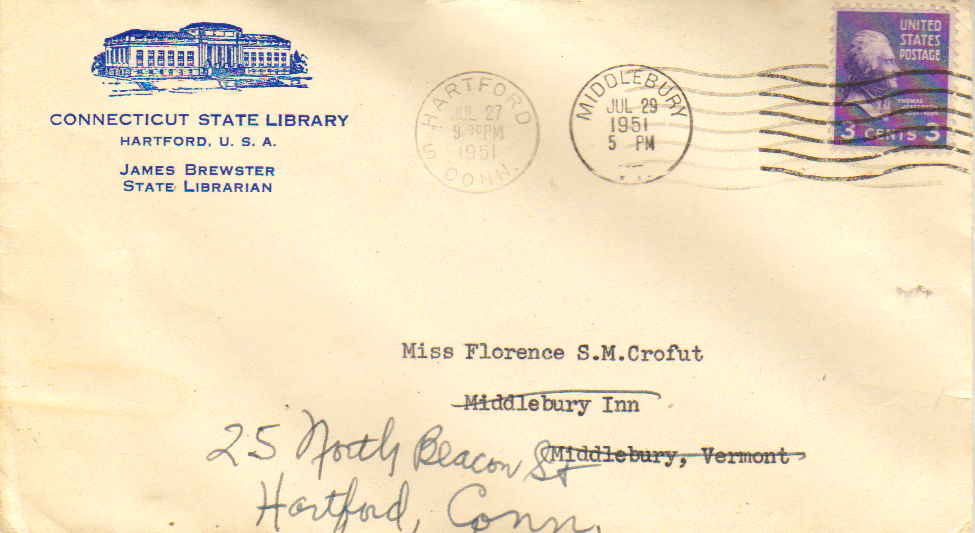 CONNECTICUT STATE LIBRARY
HARTFORD, U. S. A.
JAMES BREWSTER
STATE LIBRARIAN
HARTFORD
JUL 27
PM
1951
CONN.
MIDDLEBURY
JUL 29
1951
5 PM
UNITED
STATES
POSTAGE
THOMAS
3 CENTS 3
Miss Florence S.M.Crofut
Middlebury Inn
Middlebury, Vermont
25 North Beacon St
Hartford, Conn.